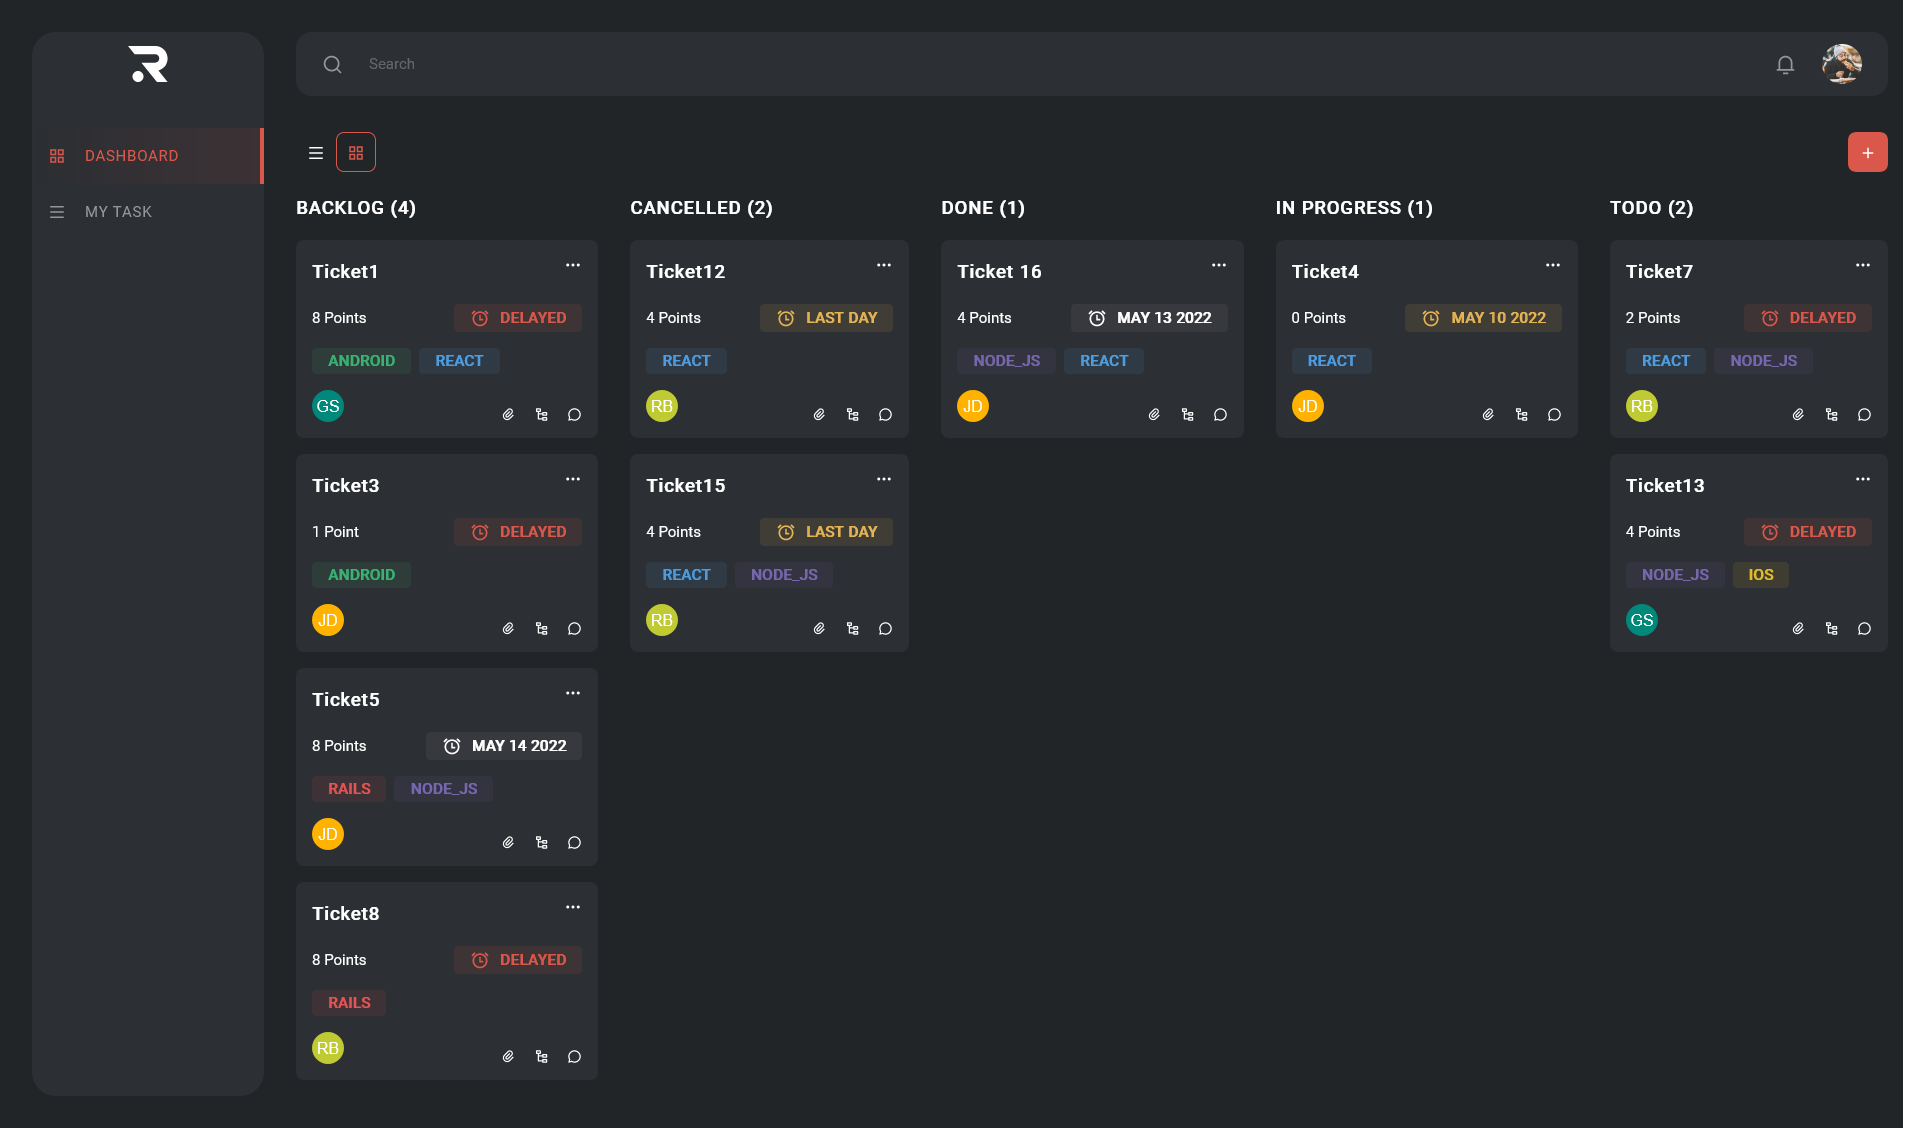 Search
DASHBOARD
MY TASK
BACKLOG (4)
Ticket1
8 Points
DELAYED
ANDROID
REACT
GS
Ticket3
1 Point
DELAYED
ANDROID
JD
Ticket5
8 Points
MAY 14 2022
RAILS
NODE_JS
JD
Ticket8
8 Points
DELAYED
RAILS
RB
CANCELLED (2)
Ticket12
4 Points
LAST DAY
REACT
RB
Ticket15
4 Points
LAST DAY
REACT
NODE_JS
RB
DONE (1)
Ticket 16
4 Points
MAY 13 2022
NODE_JS
REACT
JD
IN PROGRESS (1)
Ticket4
0 Points
MAY 10 2022
REACT
JD
TODO (2)
Ticket7
2 Points
DELAYED
REACT
NODE_JS
RB
Ticket13
4 Points
DELAYED
NODE_JS
IOS
GS